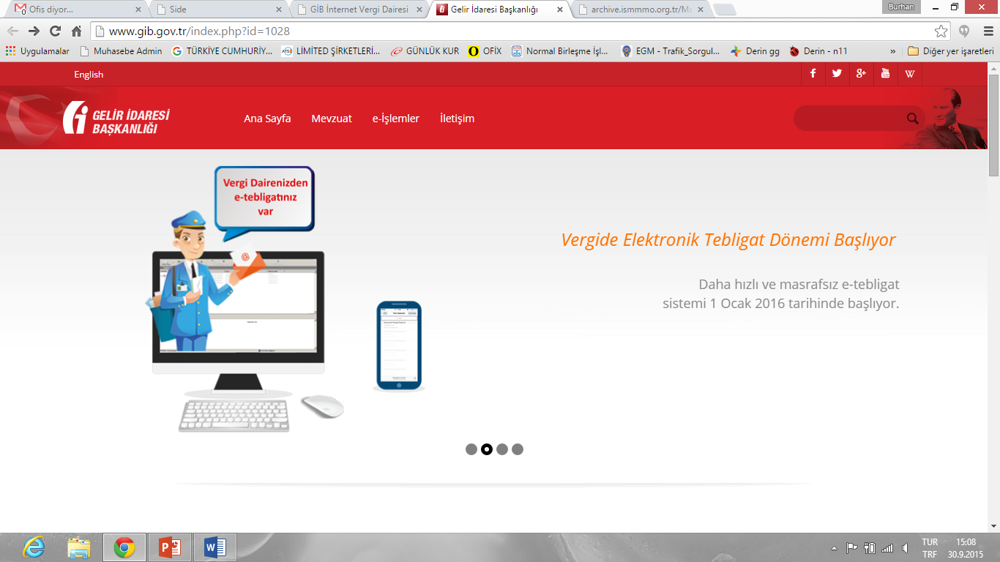 Ofis diyor...
Side
GİB İnternet Vergi Dairesi
Gelir İdaresi Başkanlığı
archive.ismmmo.org.tr/Ma
Burhan
www.gib.gov.tr/index.php?id=1028
Uygulamalar
Muhasebe Admin
TÜRKİYE CUMHURİY...
LİMİTED ŞİRKETLERİ...
GÜNLÜK KUR
OFİX
Normal Birleşme İşl...
EGM - Trafik_Sorgul...
Derin gg
Derin - n11
»
Diğer yer işaretleri
English
GELİR İDARESİ
BAŞKANLIĞI
Ana Sayfa
Mevzuat
e-İşlemler
İletişim
Vergi Dairenizden
e-tebligatınız
var
Vergide Elektronik Tebligat Dönemi Başlıyor
Daha hızlı ve masrafsız e-tebligat
sistemi 1 Ocak 2016 tarihinde başlıyor.
TUR
TRF
15:08
30.9.2015